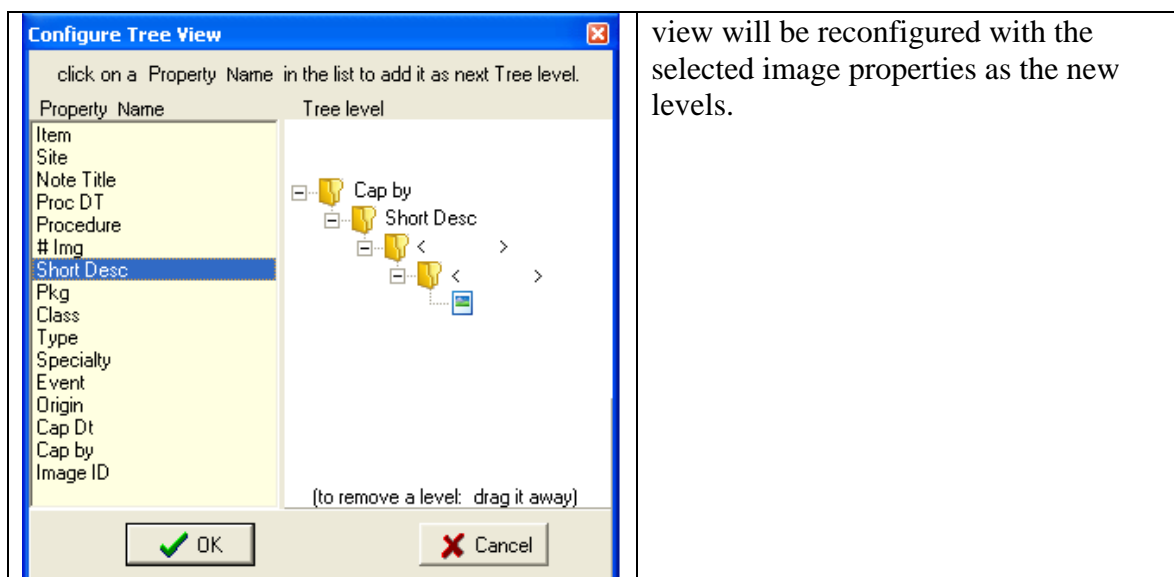 Configure Tree View
click on a Property Name in the list to add it as next Tree level.
Property Name
Tree level
Item
Site
Note Title
Proc DT
Procedure
# Img
Short Desc
Pkg
Class
Type
Specialty
Event
Origin
Cap Dt
Cap by
Image ID
Cap by
Short Desc
< >
< >
(to remove a level: drag it away)
OK
Cancel
view will be reconfigured with the
selected image properties as the new
levels.